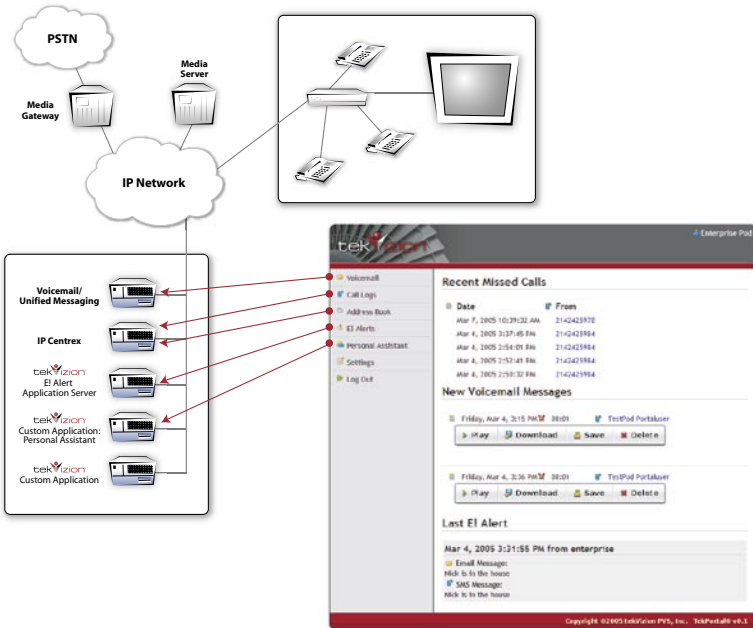 PSTN
Media
Gateway
Media
Server
IP Network
Voicemail/
Unified Messaging
IP Centrex
tekVizion
E! Alert
Application Server
tekVizion
Custom Application:
Personal Assistant
tekVizion
Custom Application
tekVizion
Enterprise Pod
Voicemail
Call Logs
Address Book
E! Alerts
Personal Assistant
Settings
Log Out
Recent Missed Calls
Date From
Mar 7, 2005 10:39:32 AM 2142425970
Mar 4, 2005 3:37:45 PM 2142425984
Mar 4, 2005 2:54:01 PM 2142425984
Mar 4, 2005 2:52:41 PM 2142425984
Mar 4, 2005 2:50:32 PM 2142425984
New Voicemail Messages
Friday, Mar 4, 3:15 PM 00:01 TestPod Portaluser
Play Download Save Delete
Friday, Mar 4, 3:36 PM 00:01 TestPod Portaluser
Play Download Save Delete
Last E! Alert
Mar 4, 2005 3:31:55 PM from enterprise
Email Message:
Nick is in the house
SMS Message:
Nick is in the house
Copyright ©2005 tekVizion PVS, Inc. TekPortal® v0.1